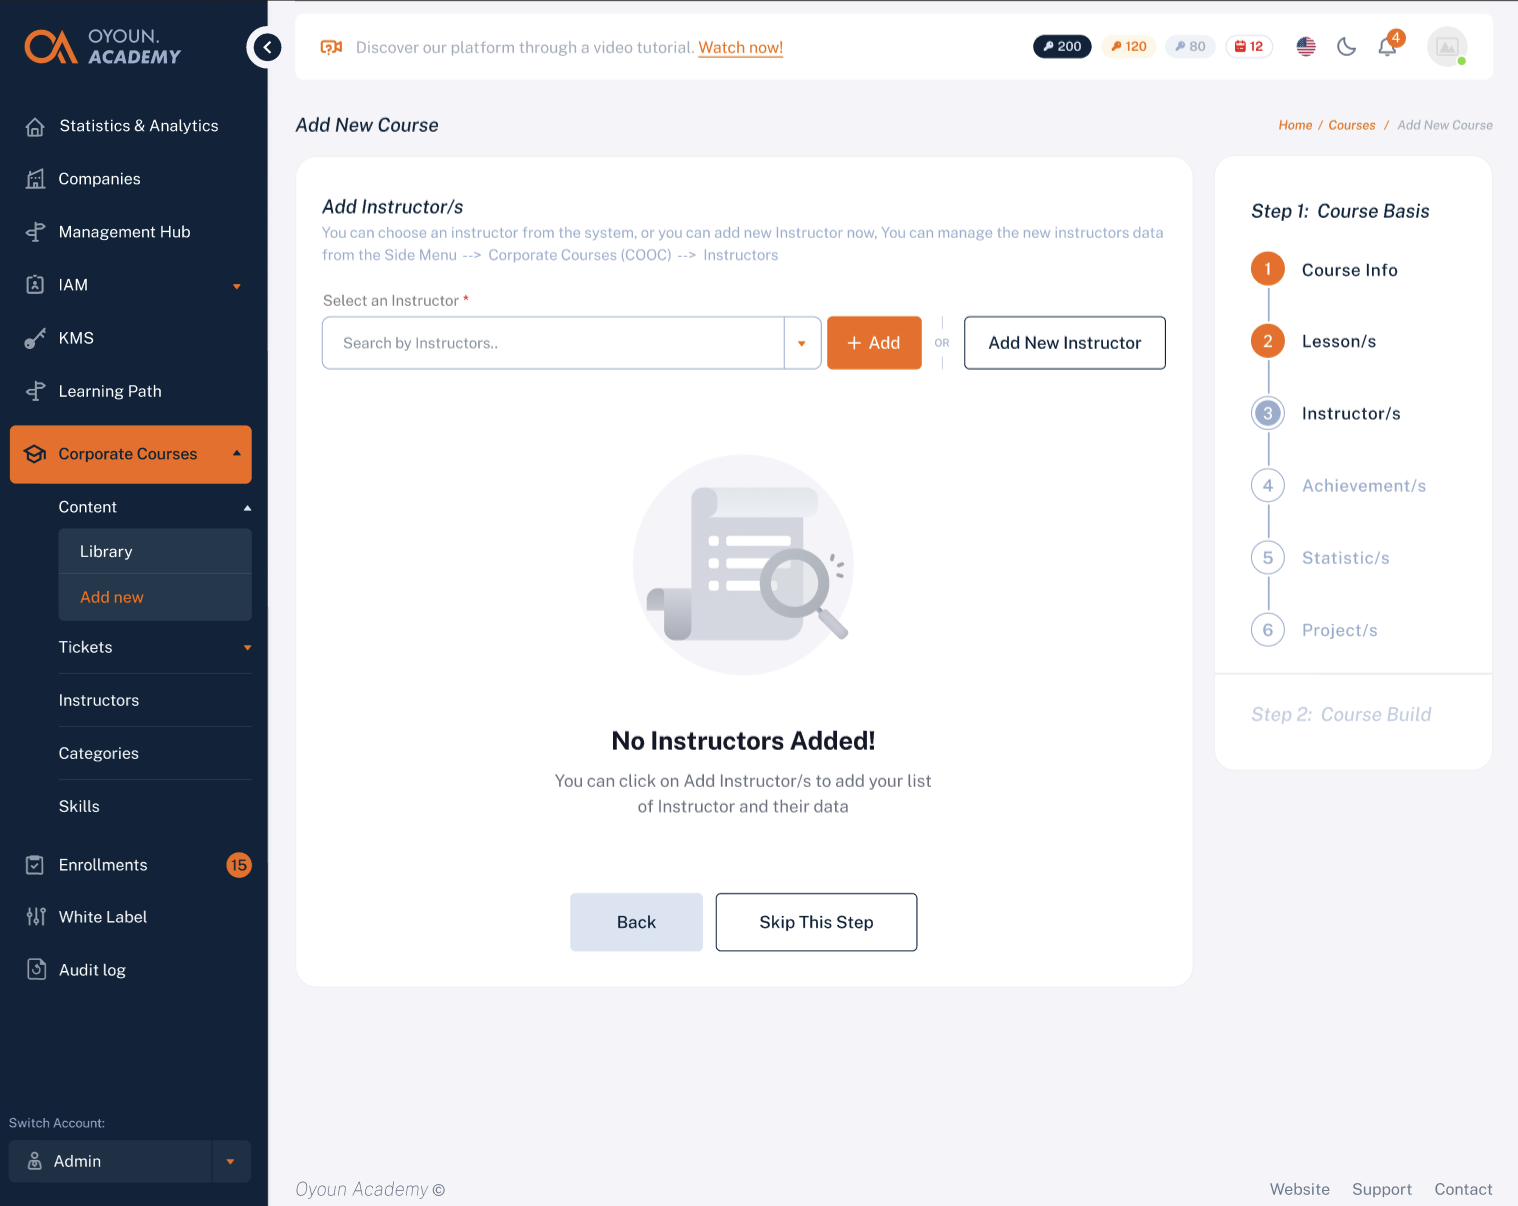 OYOUN.
ACADEMY
Statistics & Analytics
Companies
Management Hub
IAM
KMS
Learning Path
Corporate Courses
Content
Library
Add new
Tickets
Instructors
Categories
Skills
Enrollments 15
White Label
Audit log
Switch Account:
Admin
Discover our platform through a video tutorial. Watch now!
200 120 80 12 4
Add New Course
Home / Courses / Add New Course
Add Instructor/s
You can choose an instructor from the system, or you can add new Instructor now, You can manage the new instructors data
from the Side Menu --> Corporate Courses (COOC) --> Instructors
Select an Instructor *
Search by Instructors..
+ Add
OR
Add New Instructor
No Instructors Added!
You can click on Add Instructor/s to add your list
of Instructor and their data
Back
Skip This Step
Step 1: Course Basis
1 Course Info
2 Lesson/s
3 Instructor/s
4 Achievement/s
5 Statistic/s
6 Project/s
Step 2: Course Build
Oyoun Academy ©
Website Support Contact